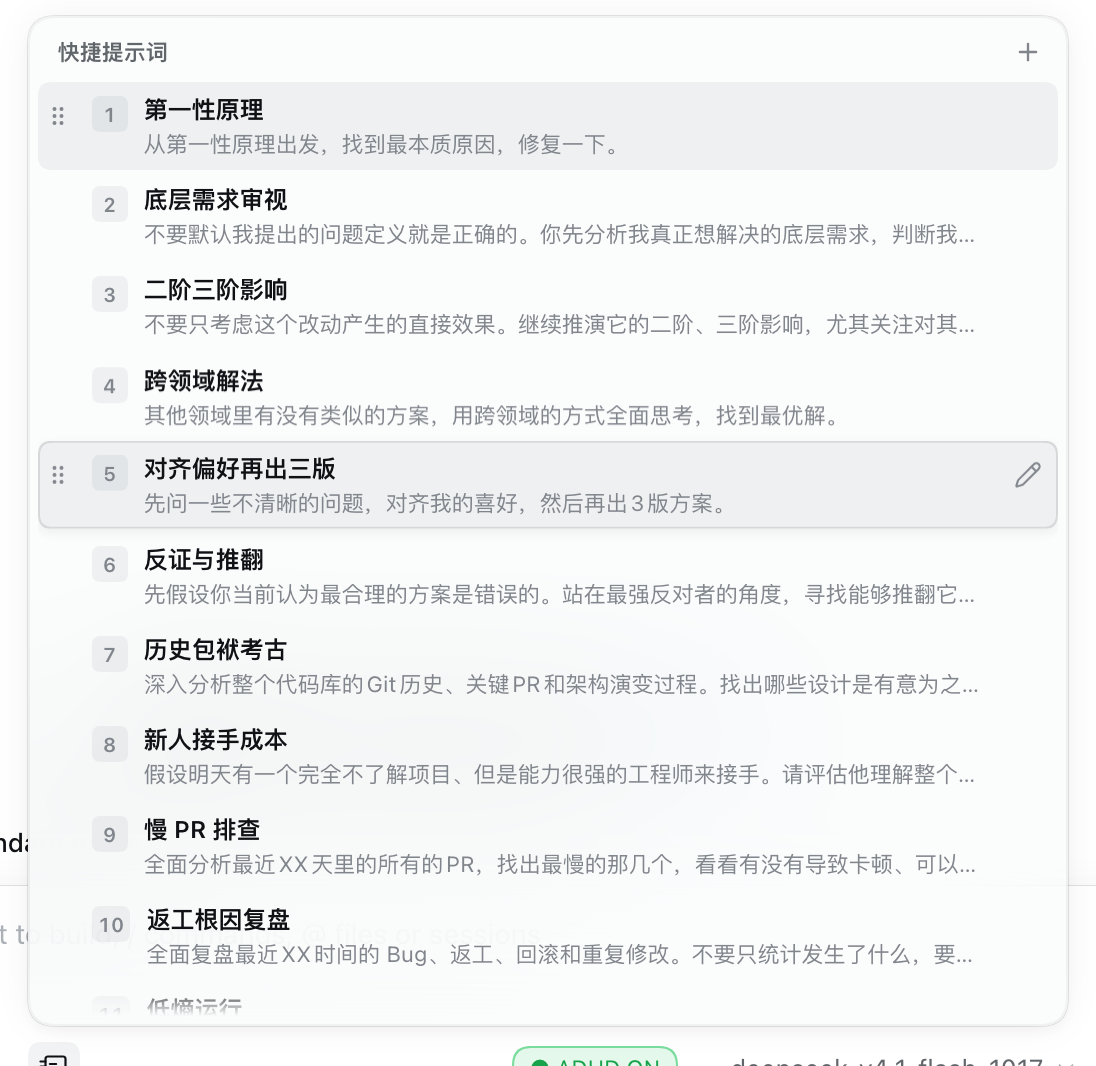 快捷提示词
1 第一性原理
从第一性原理出发，找到最本质原因，修复一下。
2 底层需求审视
不要默认我提出的问题定义就是正确的。你先分析我真正想解决的底层需求，判断我...
3 二阶三阶影响
不要只考虑这个改动产生的直接效果。继续推演它的二阶、三阶影响，尤其关注对其...
4 跨领域解法
其他领域里有没有类似的方案，用跨领域的方式全面思考，找到最优解。
5 对齐偏好再出三版
先问一些不清晰的问题，对齐我的喜好，然后再出3版方案。
6 反证与推翻
先假设你当前认为最合理的方案是错误的。站在最强反对者的角度，寻找能够推翻它...
7 历史包袱考古
深入分析整个代码库的Git历史、关键PR和架构演变过程。找出哪些设计是有意为之...
8 新人接手成本
假设明天有一个完全不了解项目、但是能力很强的工程师来接手。请评估他理解整个...
9 慢 PR 排查
全面分析最近XX天里的所有的PR，找出最慢的那几个，看看有没有导致卡顿、可以...
10 返工根因复盘
全面复盘最近XX时间的 Bug、返工、回滚和重复修改。不要只统计发生了什么，要...
11 低熵运行
t to build, @ files or sessions
ADHD ON